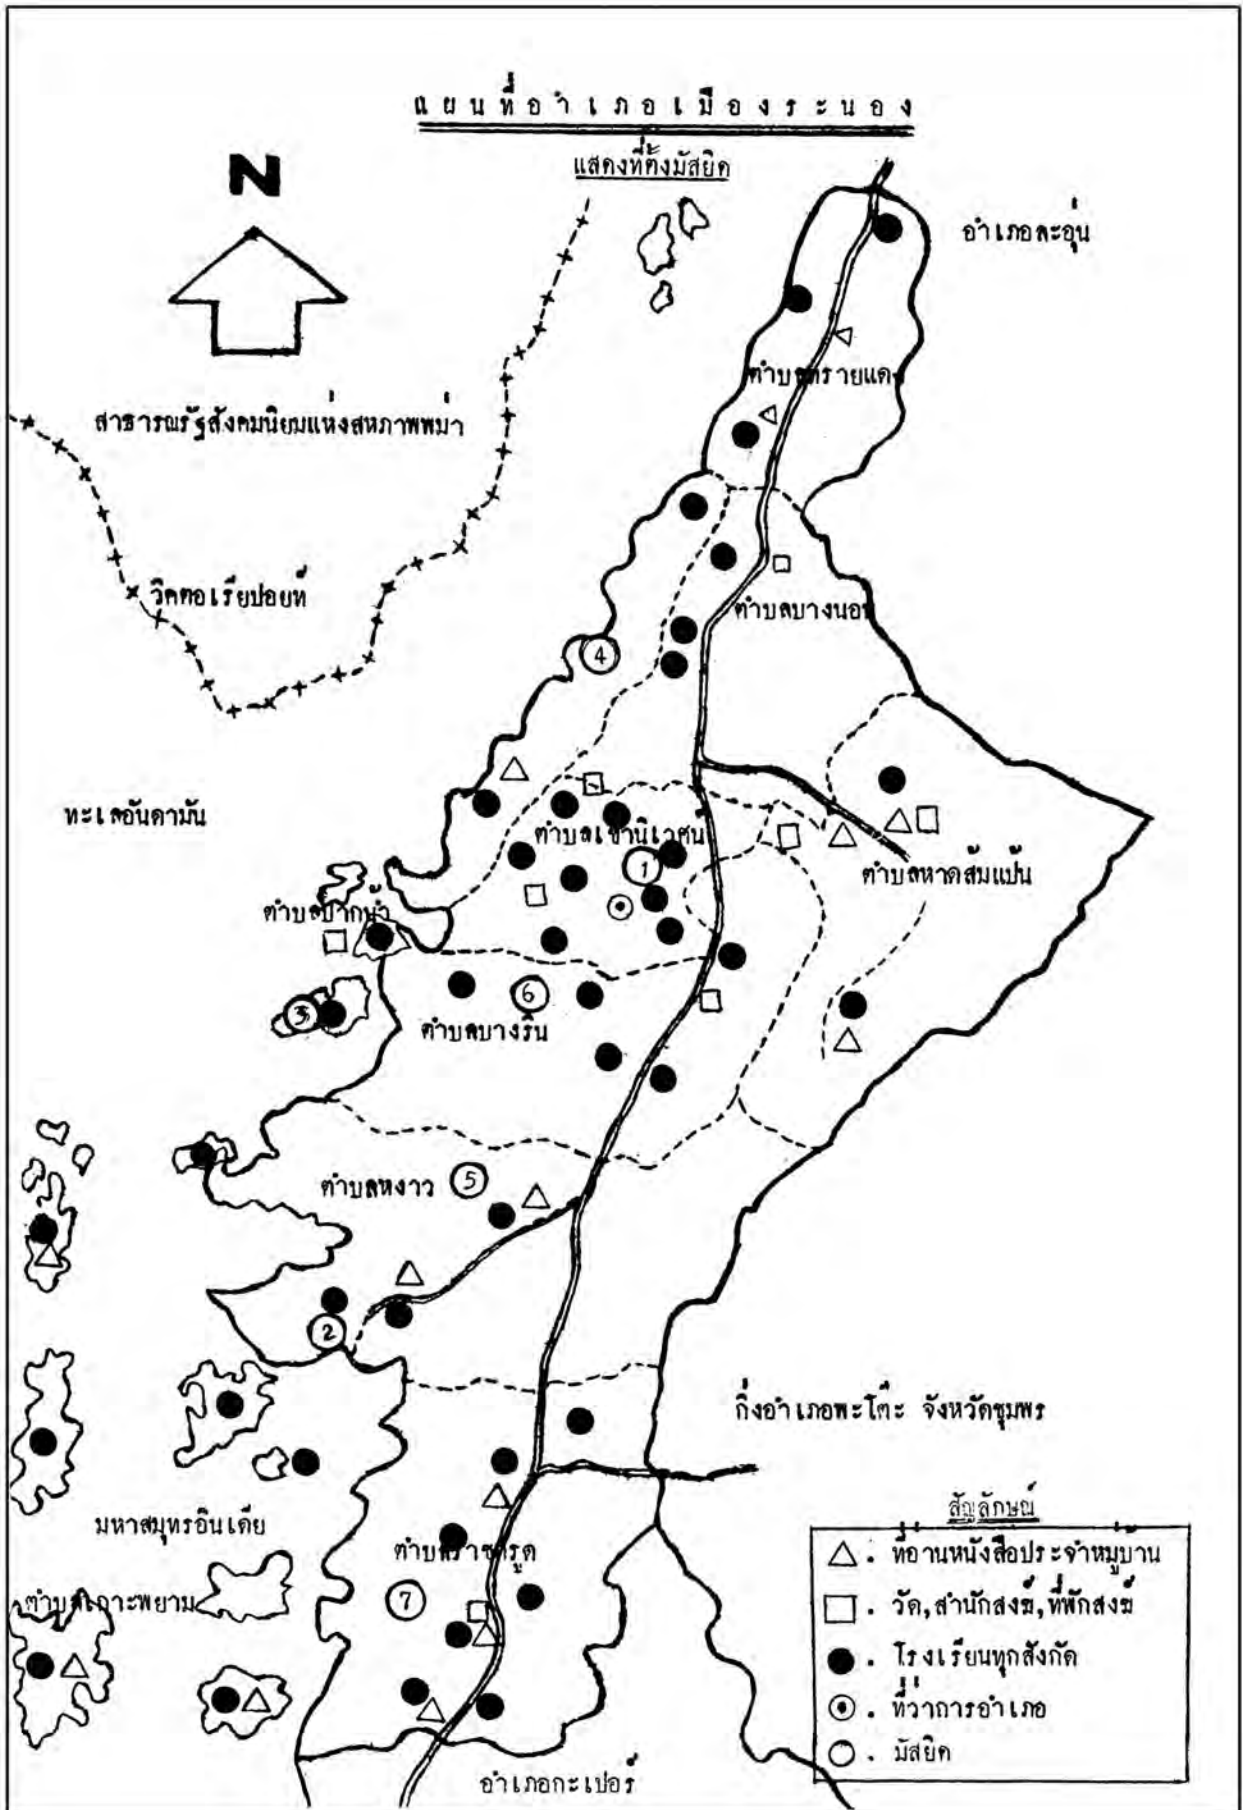 แผนที่อำเภอเมืองระนอง
แสดงที่ตั้งมัสยิด
N
อำเภอละอุ่น
ตำบลทรายแดง
สาธารณรัฐสังคมนิยมแห่งสหภาพพม่า
วิคตอเรียปอยท์
ตำบลบางนอน
4
ทะเลอันดามัน
ตำบลเขานิเวศน์
1
ตำบลหาดส้มแป้น
ตำบลปากน้ำ
6
3
ตำบลบางริ้น
ตำบลหงาว
5
2
กิ่งอำเภอพะโต๊ะ จังหวัดชุมพร
มหาสมุทรอินเดีย
ตำบลราชกรูด
ตำบลเกาะพยาม
7
สัญลักษณ์
△ . ที่อานหนังสือประจำหมูบ้าน
□ . วัด,สำนักสงฆ์,ที่พักสงฆ์
● . โรงเรียนทุกสังกัด
⊙ . ที่ว่าการอำเภอ
○ . มัสยิด
อำเภอกะเปอร์